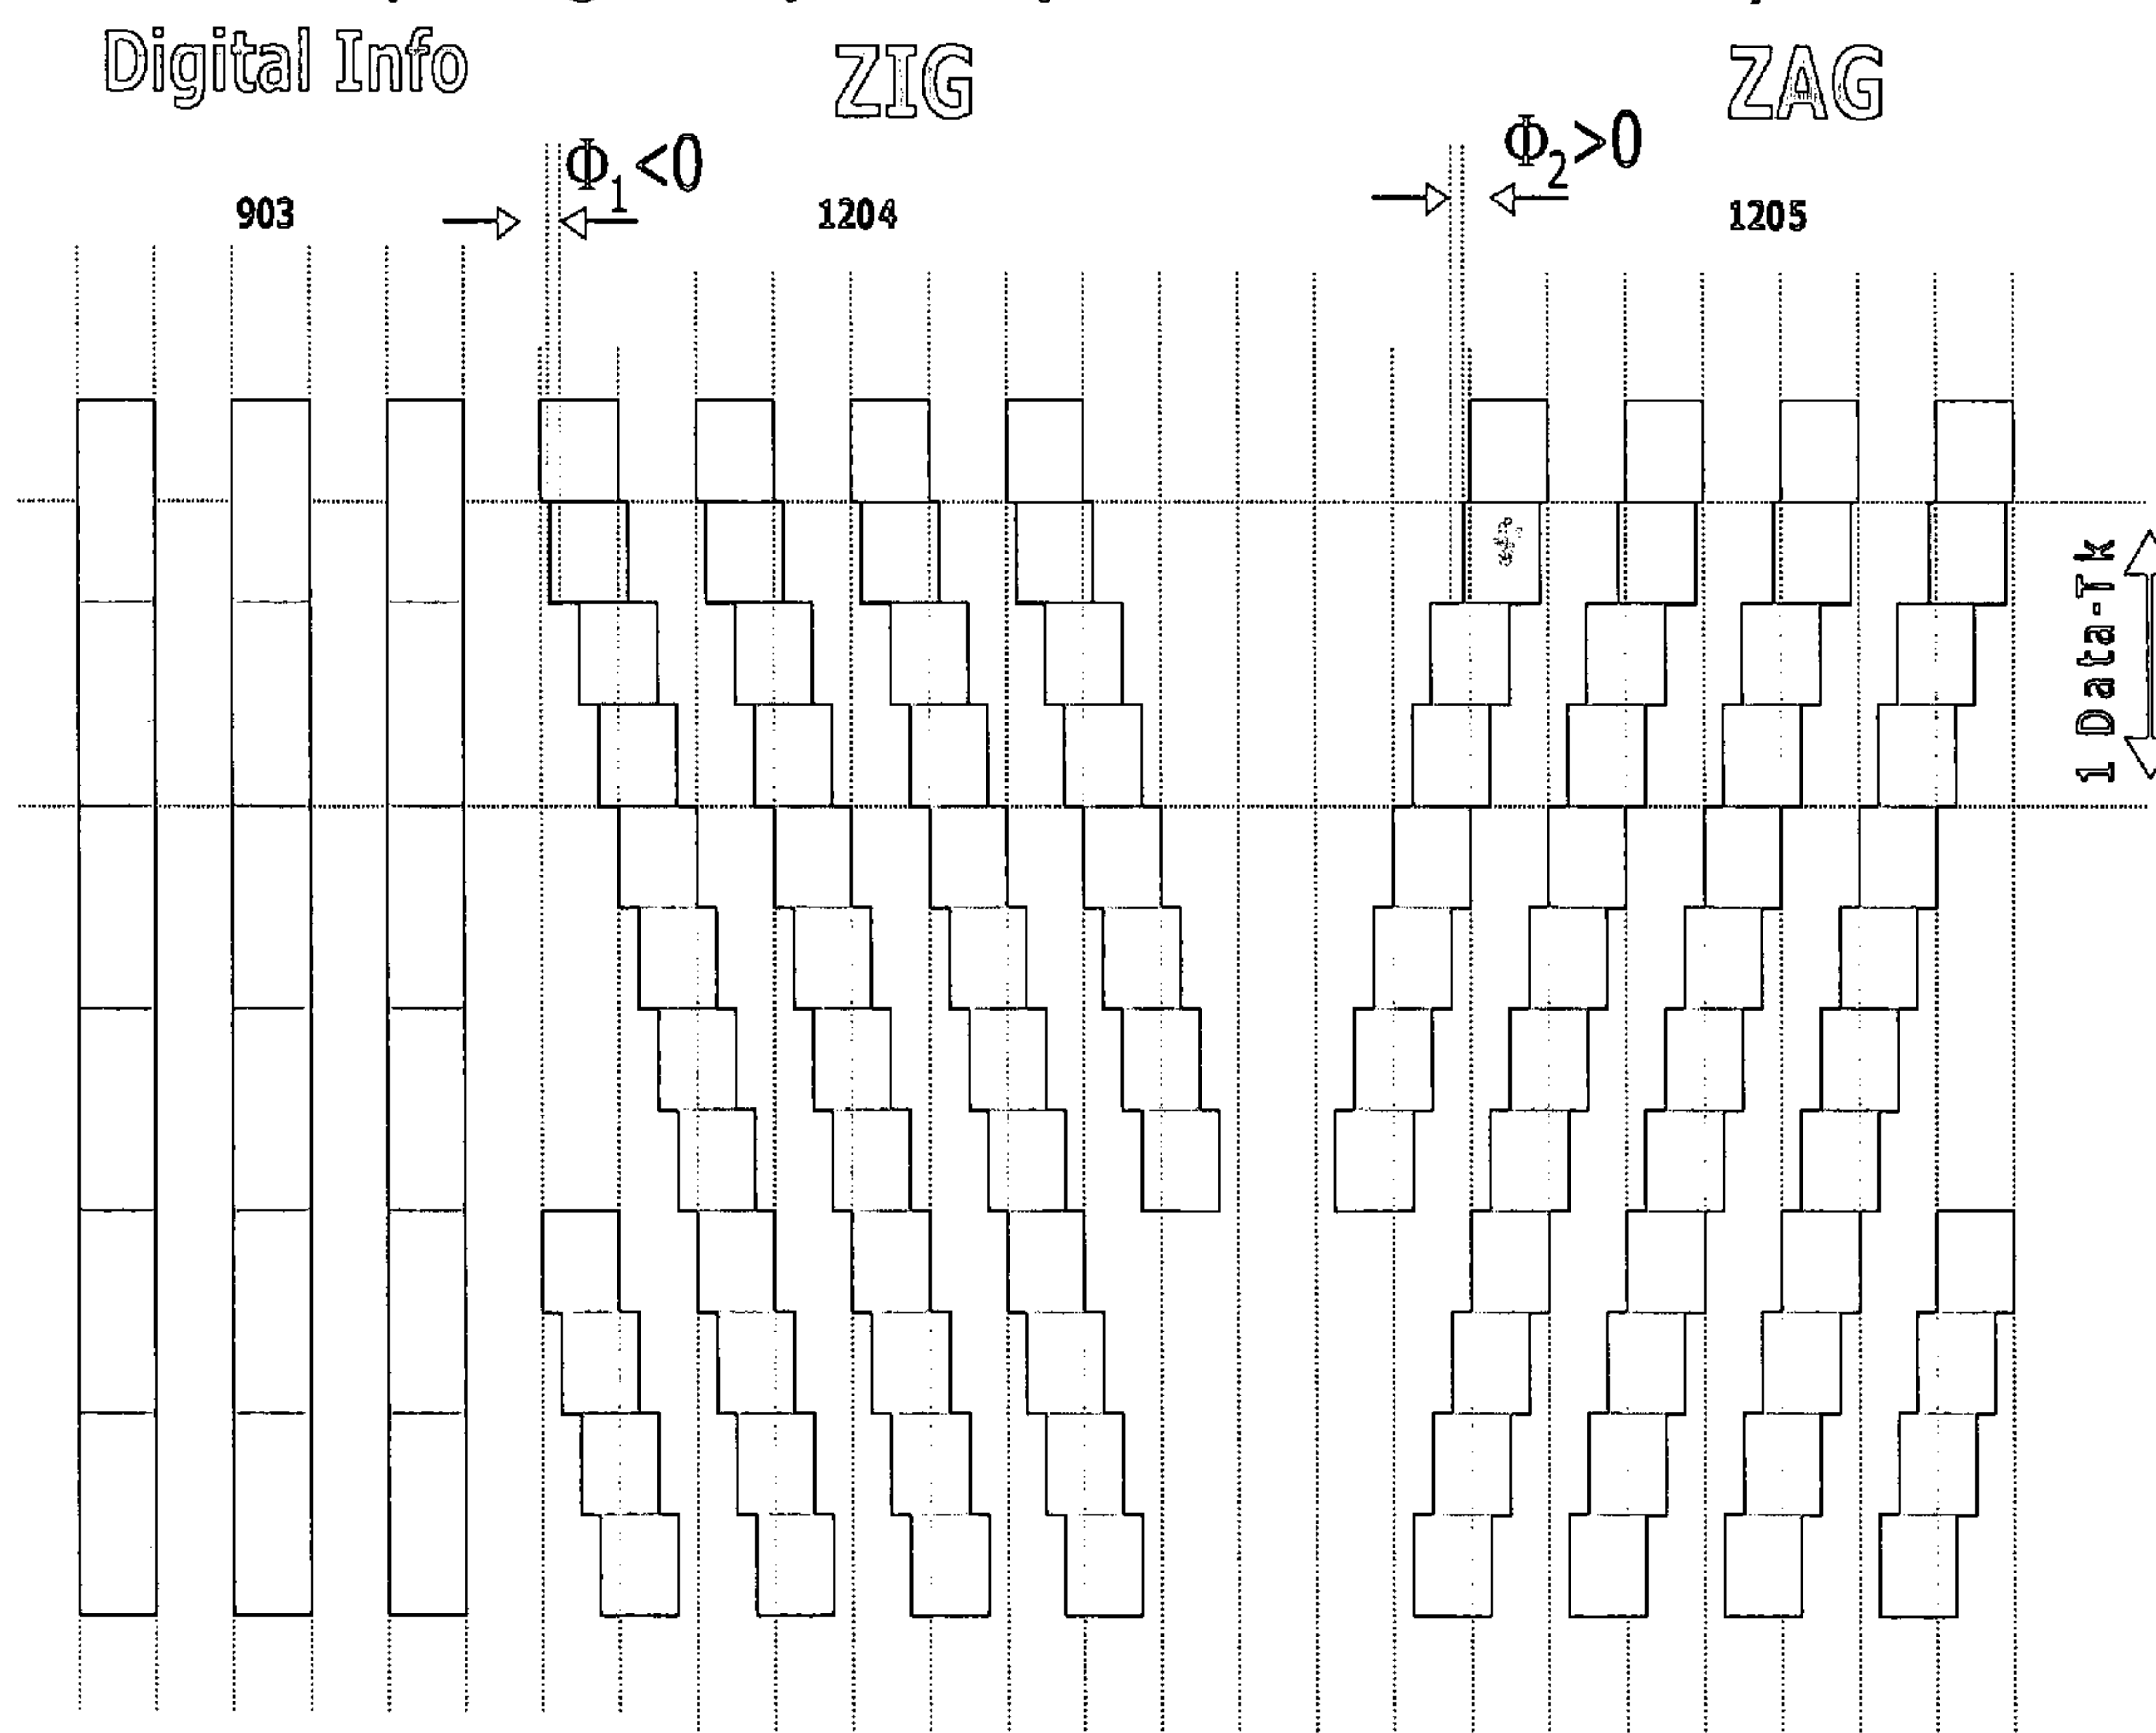 Digital Info
ZIG
ZAG
Φ1<0
Φ2>0
903
1204
1205
1 Data-Tk